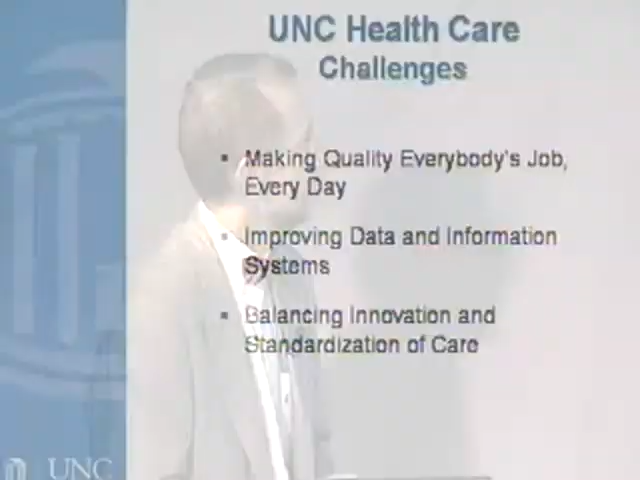 UNC Health Care
Challenges
▪ Making Quality Everybody's Job,
Every Day
▪ Improving Data and Information
Systems
▪ Balancing Innovation and
Standardization of Care
UNC